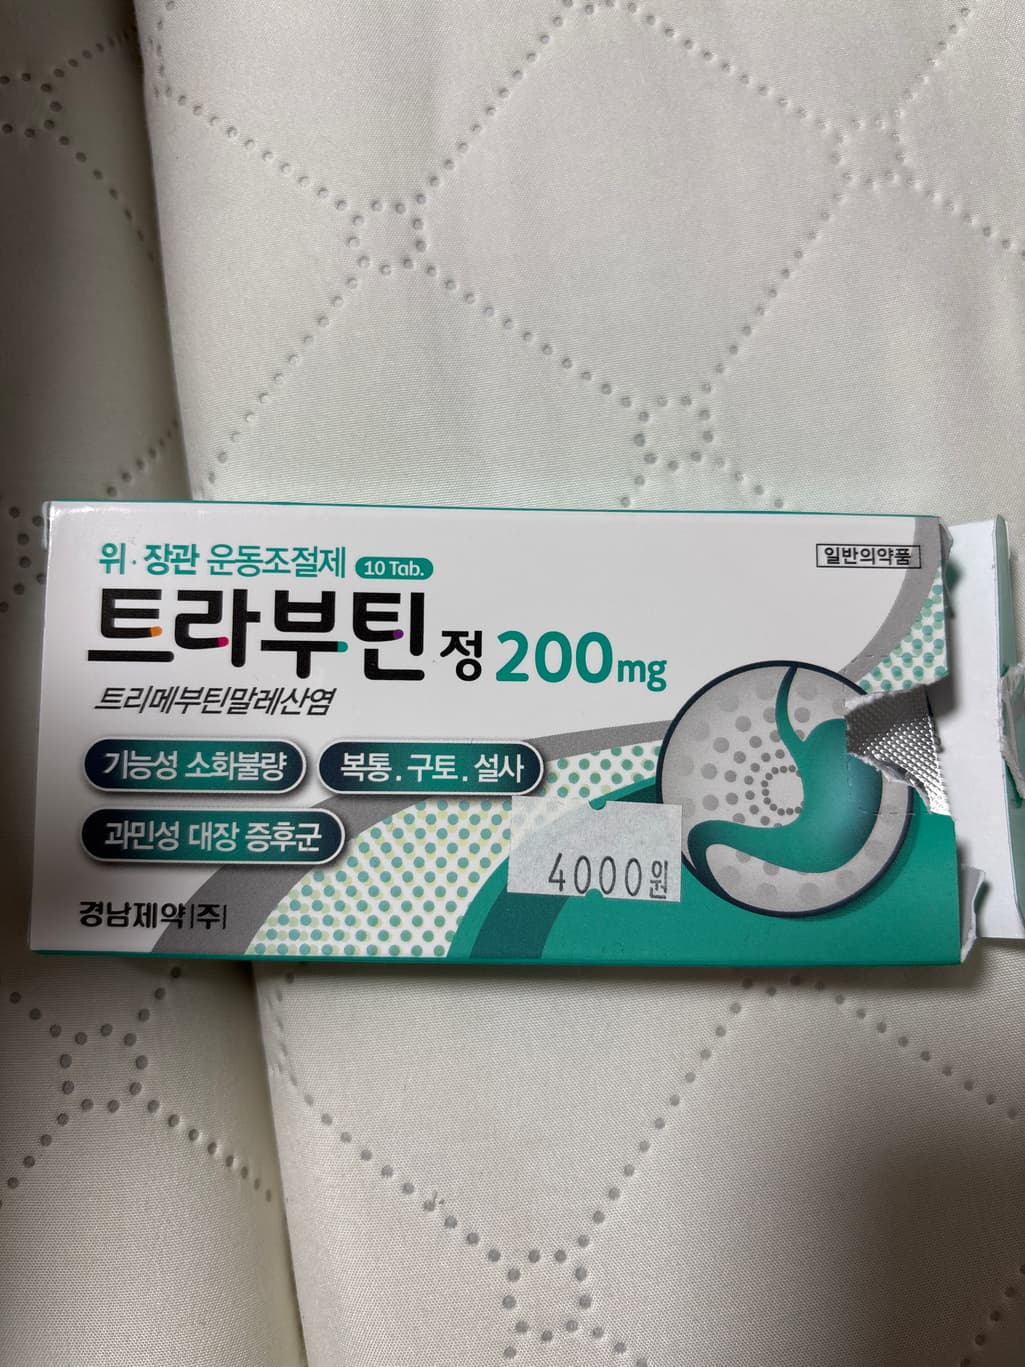 위·장관 운동조절제 10 Tab.
일반의약품
트라부틴 정 200mg
트리메부틴말레산염
기능성 소화불량
복통.구토.설사
과민성 대장 증후군
4000원
경남제약(주)